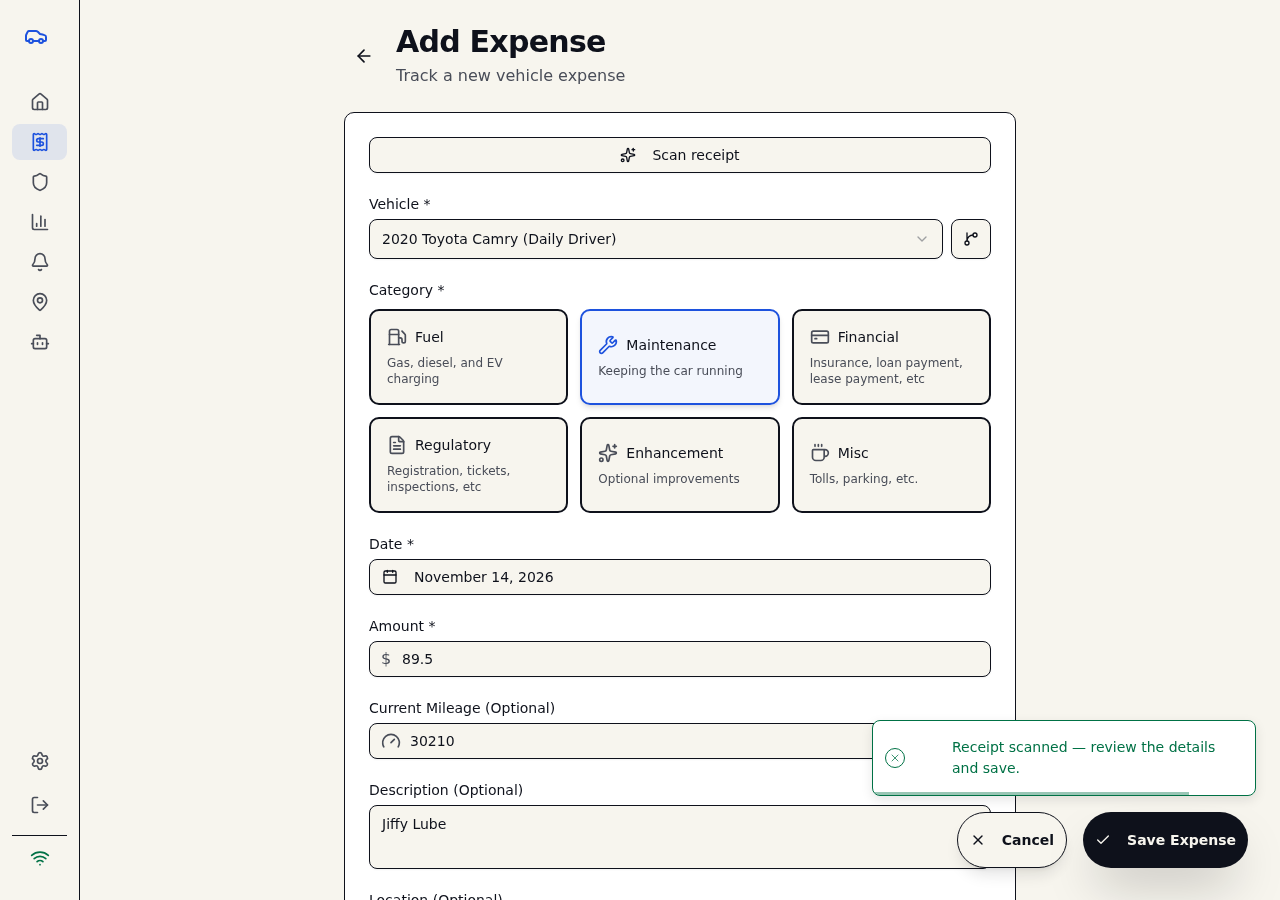 Add Expense
Track a new vehicle expense
Scan receipt
Vehicle *
2020 Toyota Camry (Daily Driver)
Category *
Fuel
Gas, diesel, and EV
charging
Maintenance
Keeping the car running
Financial
Insurance, loan payment,
lease payment, etc
Regulatory
Registration, tickets,
inspections, etc
Enhancement
Optional improvements
Misc
Tolls, parking, etc.
Date *
November 14, 2026
Amount *
$ 89.5
Current Mileage (Optional)
30210
Receipt scanned — review the details
and save.
Description (Optional)
Jiffy Lube
Cancel
Save Expense
Location (Optional)